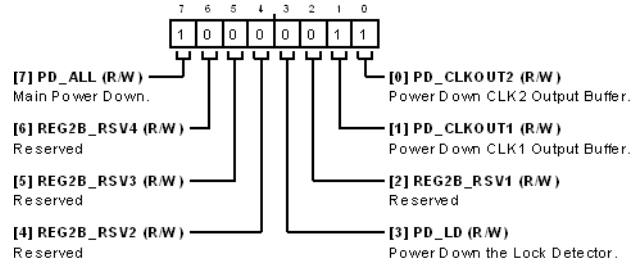 7 6 5 4 3 2 1 0
1 0 0 0 0 0 1 1
[7] PD_ALL (R/W)
Main Power Down.
[6] REG2B_RSV4 (R/W)
Reserved
[5] REG2B_RSV3 (R/W)
Reserved
[4] REG2B_RSV2 (R/W)
Reserved
[0] PD_CLKOUT2 (R/W)
Power Down CLK2 Output Buffer.
[1] PD_CLKOUT1 (R/W)
Power Down CLK1 Output Buffer.
[2] REG2B_RSV1 (R/W)
Reserved
[3] PD_LD (R/W)
Power Down the Lock Detector.